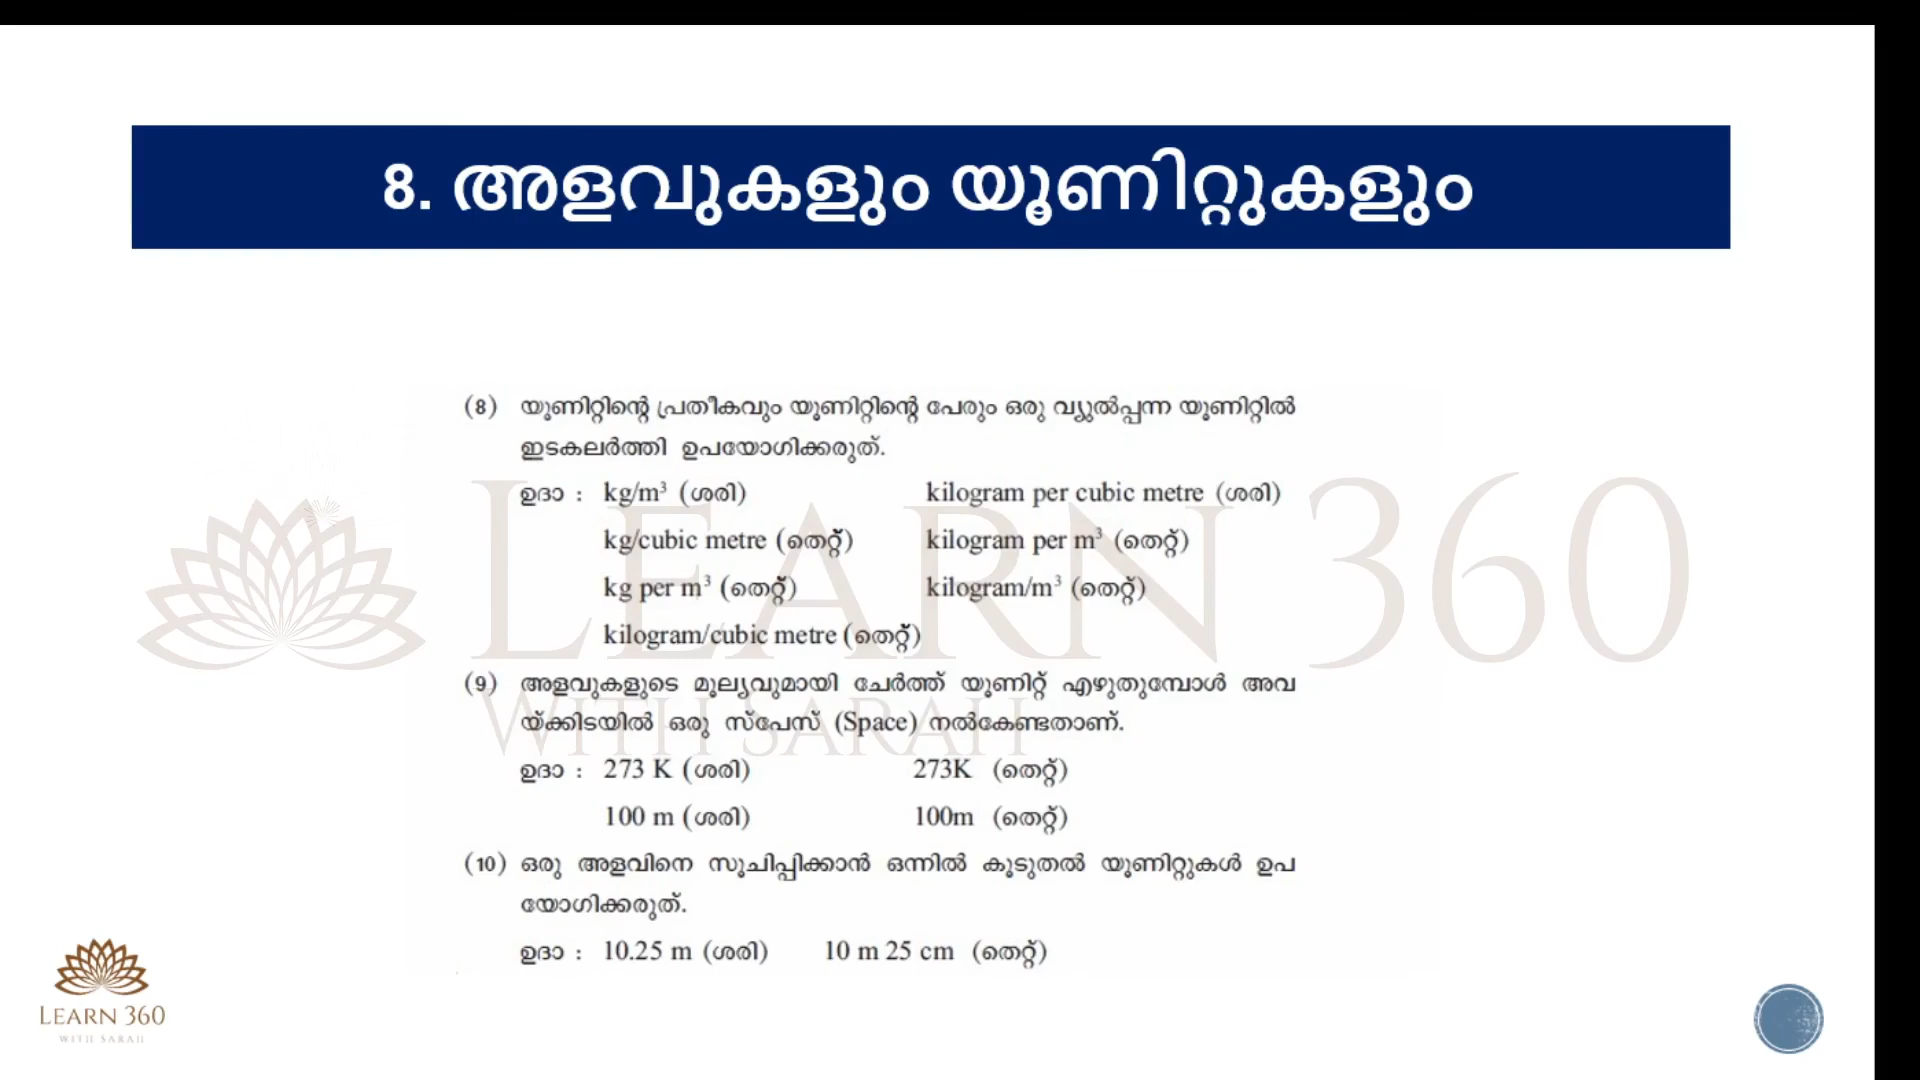 8. അളവുകളും യൂണിറ്റുകളും
(8) യൂണിറ്റിന്റെ പ്രതീകവും യൂണിറ്റിന്റെ പേരും ഒരു വ്യുൽപ്പന്ന യൂണിറ്റിൽ
ഇടകലർത്തി ഉപയോഗിക്കരുത്.
ഉദാ : kg/m³ (ശരി) kilogram per cubic metre (ശരി)
kg/cubic metre (തെറ്റ്) kilogram per m³ (തെറ്റ്)
kg per m³ (തെറ്റ്) kilogram/m³ (തെറ്റ്)
kilogram/cubic metre (തെറ്റ്)
(9) അളവുകളുടെ മൂല്യവുമായി ചേർത്ത് യൂണിറ്റ് എഴുതുമ്പോൾ അവ
യ്ക്കിടയിൽ ഒരു സ്പേസ് (Space) നൽകേണ്ടതാണ്.
ഉദാ : 273 K (ശരി) 273K (തെറ്റ്)
100 m (ശരി) 100m (തെറ്റ്)
(10) ഒരു അളവിനെ സൂചിപ്പിക്കാൻ ഒന്നിൽ കൂടുതൽ യൂണിറ്റുകൾ ഉപ
യോഗിക്കരുത്.
ഉദാ : 10.25 m (ശരി) 10 m 25 cm (തെറ്റ്)
LEARN 360
WITH SARAH
LEARN 360
WITH SARAH